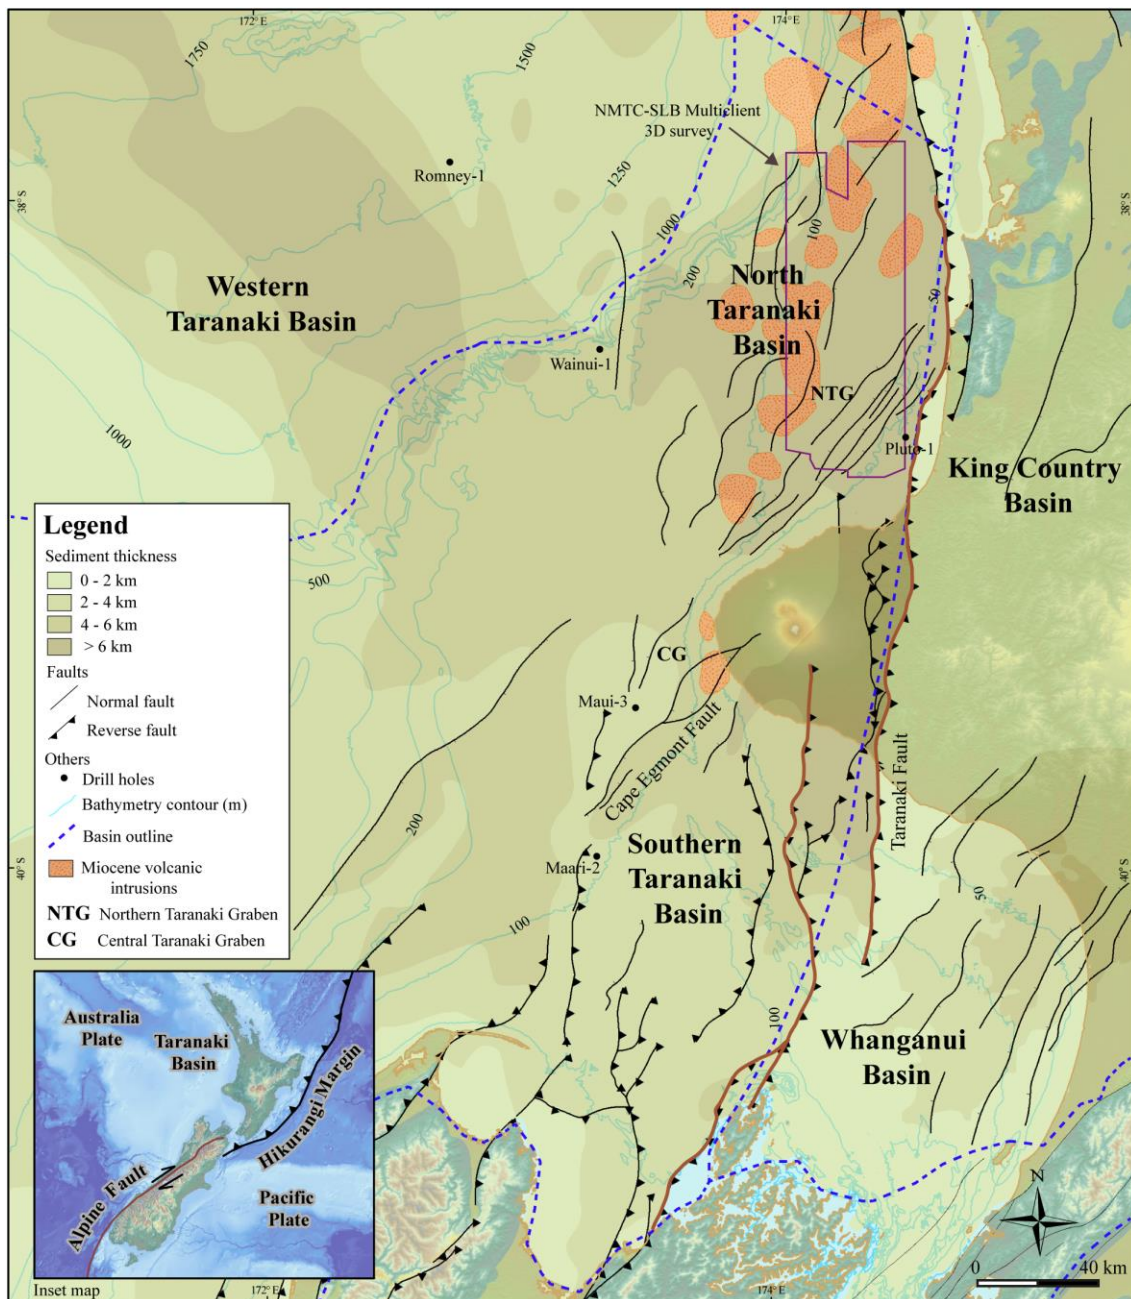 172° E
174° E
1750
1500
NMTC-SLB Multiclient
3D survey
Romney-1
1250
38° S
38° S
1000
100
200
North
Taranaki
Basin
50
Western
Taranaki Basin
Wainui-1
NTG
1000
Pluto-1
King Country
Basin
500
Legend
Sediment thickness
0 - 2 km
2 - 4 km
4 - 6 km
> 6 km
Faults
Normal fault
Reverse fault
Others
Drill holes
Bathymetry contour (m)
Basin outline
Miocene volcanic
intrusions
NTG Northern Taranaki Graben
CG Central Taranaki Graben
CG
Maui-3
Cape Egmont Fault
Taranaki Fault
200
Maari-2
Southern
Taranaki
Basin
40° S
40° S
50
100
100
Whanganui
Basin
Australia
Plate
Taranaki
Basin
Hikurangi Margin
Alpine Fault
Pacific
Plate
Inset map
N
0 40 km
172° E
174° E